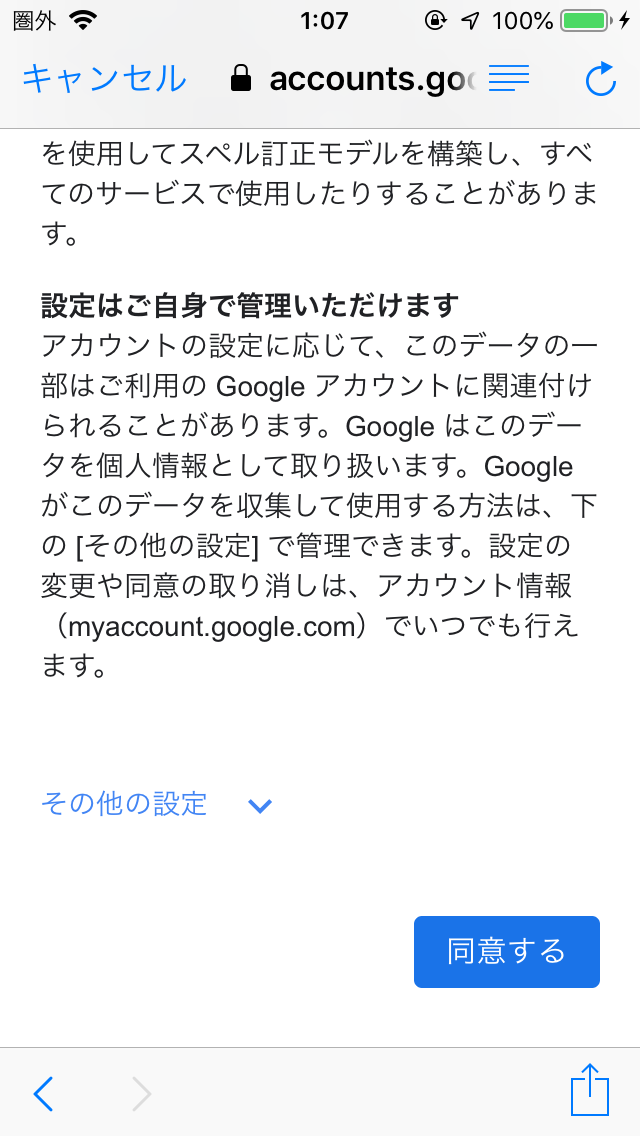 圏外 1:07 100%
キャンセル accounts.goo
を使用してスペル訂正モデルを構築し、すべ
てのサービスで使用したりすることがありま
す。
設定はご自身で管理いただけます
アカウントの設定に応じて、このデータの一
部はご利用の Google アカウントに関連付け
られることがあります。Google はこのデー
タを個人情報として取り扱います。Google
がこのデータを収集して使用する方法は、下
の [その他の設定] で管理できます。設定の
変更や同意の取り消しは、アカウント情報
（myaccount.google.com）でいつでも行え
ます。
その他の設定
同意する